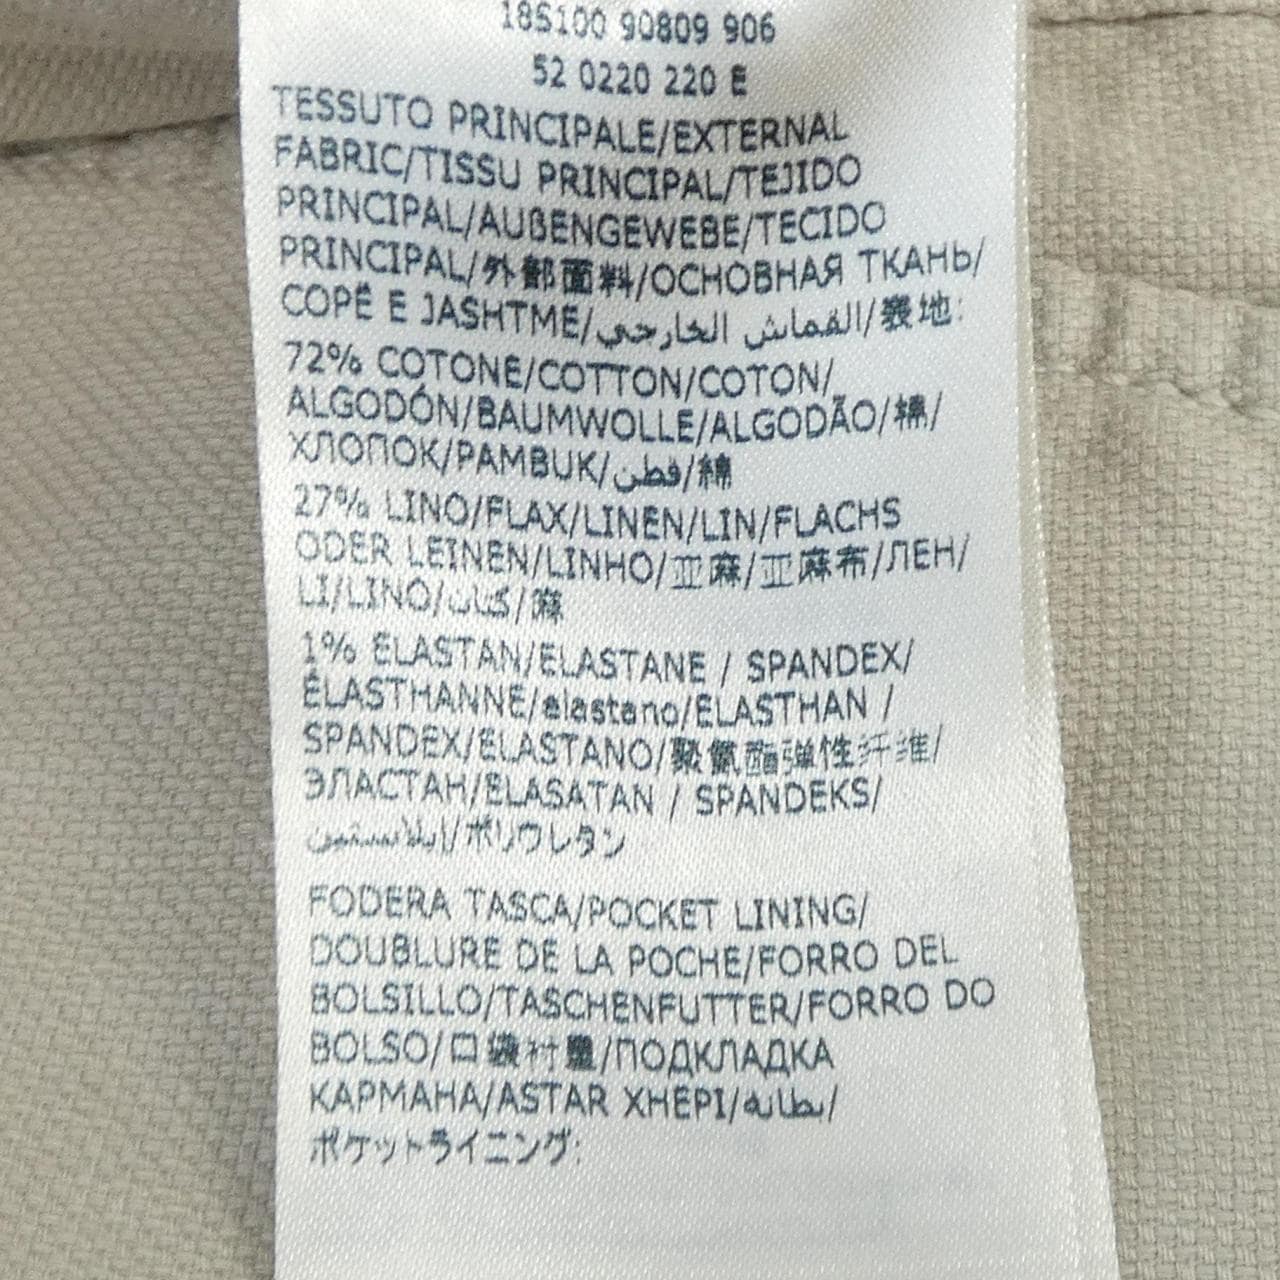 18S100 90809 906
52 0220 220 E
TESSUTO PRINCIPALE/EXTERNAL
FABRIC/TISSU PRINCIPAL/TEJIDO
PRINCIPAL/AUßENGEWEBE/TECIDO
PRINCIPAL/外部面料/ОСНОВНАЯ ТКАНЬ/
COPË E JASHTME/القماش الخارجي/表地:
72% COTONE/COTTON/COTON/
ALGODÓN/BAUMWOLLE/ALGODÃO/棉/
ХЛОПОК/PAMBUK/قطن/綿
27% LINO/FLAX/LINEN/LIN/FLACHS
ODER LEINEN/LINHO/亚麻/亚麻布/ЛЕН/
LI/LINO/كتان/麻
1% ELASTAN/ELASTANE / SPANDEX/
ÉLASTHANNE/elastano/ELASTHAN /
SPANDEX/ELASTANO/聚氨酯弹性纤维/
ЭЛАСТАН/ELASATAN / SPANDEKS/
إيلاستين/ポリウレタン
FODERA TASCA/POCKET LINING/
DOUBLURE DE LA POCHE/FORRO DEL
BOLSILLO/TASCHENFUTTER/FORRO DO
BOLSO/口袋衬里/ПОДКЛАДКА
КАРМАНА/ASTAR XHEPI/بطانة/
ポケットライニング: